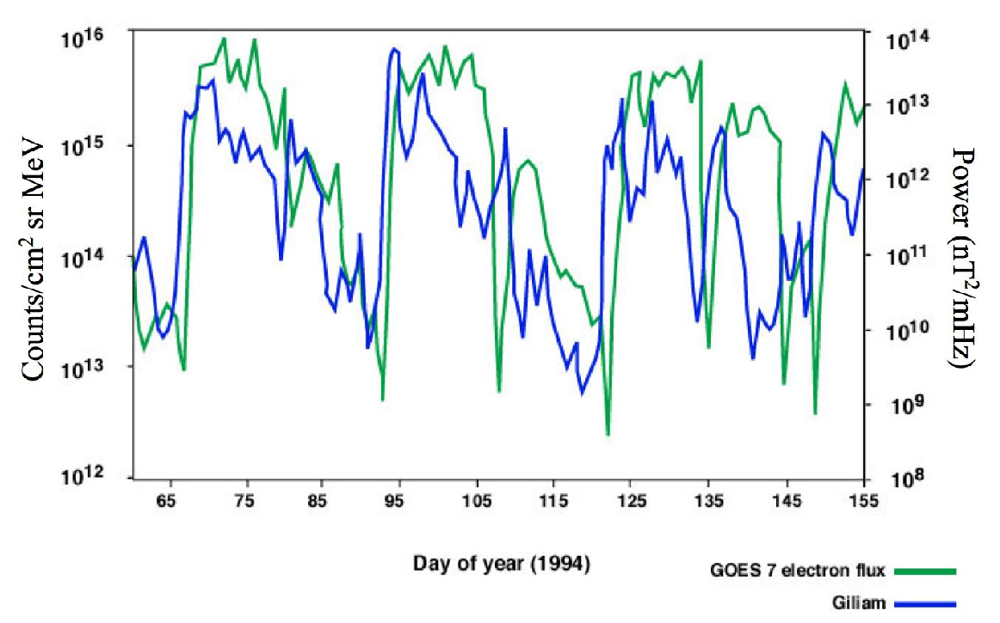 10^16
10^15
10^14
10^13
10^12
Counts/cm^2 sr MeV
10^14
10^13
10^12
10^11
10^10
10^9
10^8
Power (nT^2/mHz)
65 75 85 95 105 115 125 135 145 155
Day of year (1994)
GOES 7 electron flux
Giliam